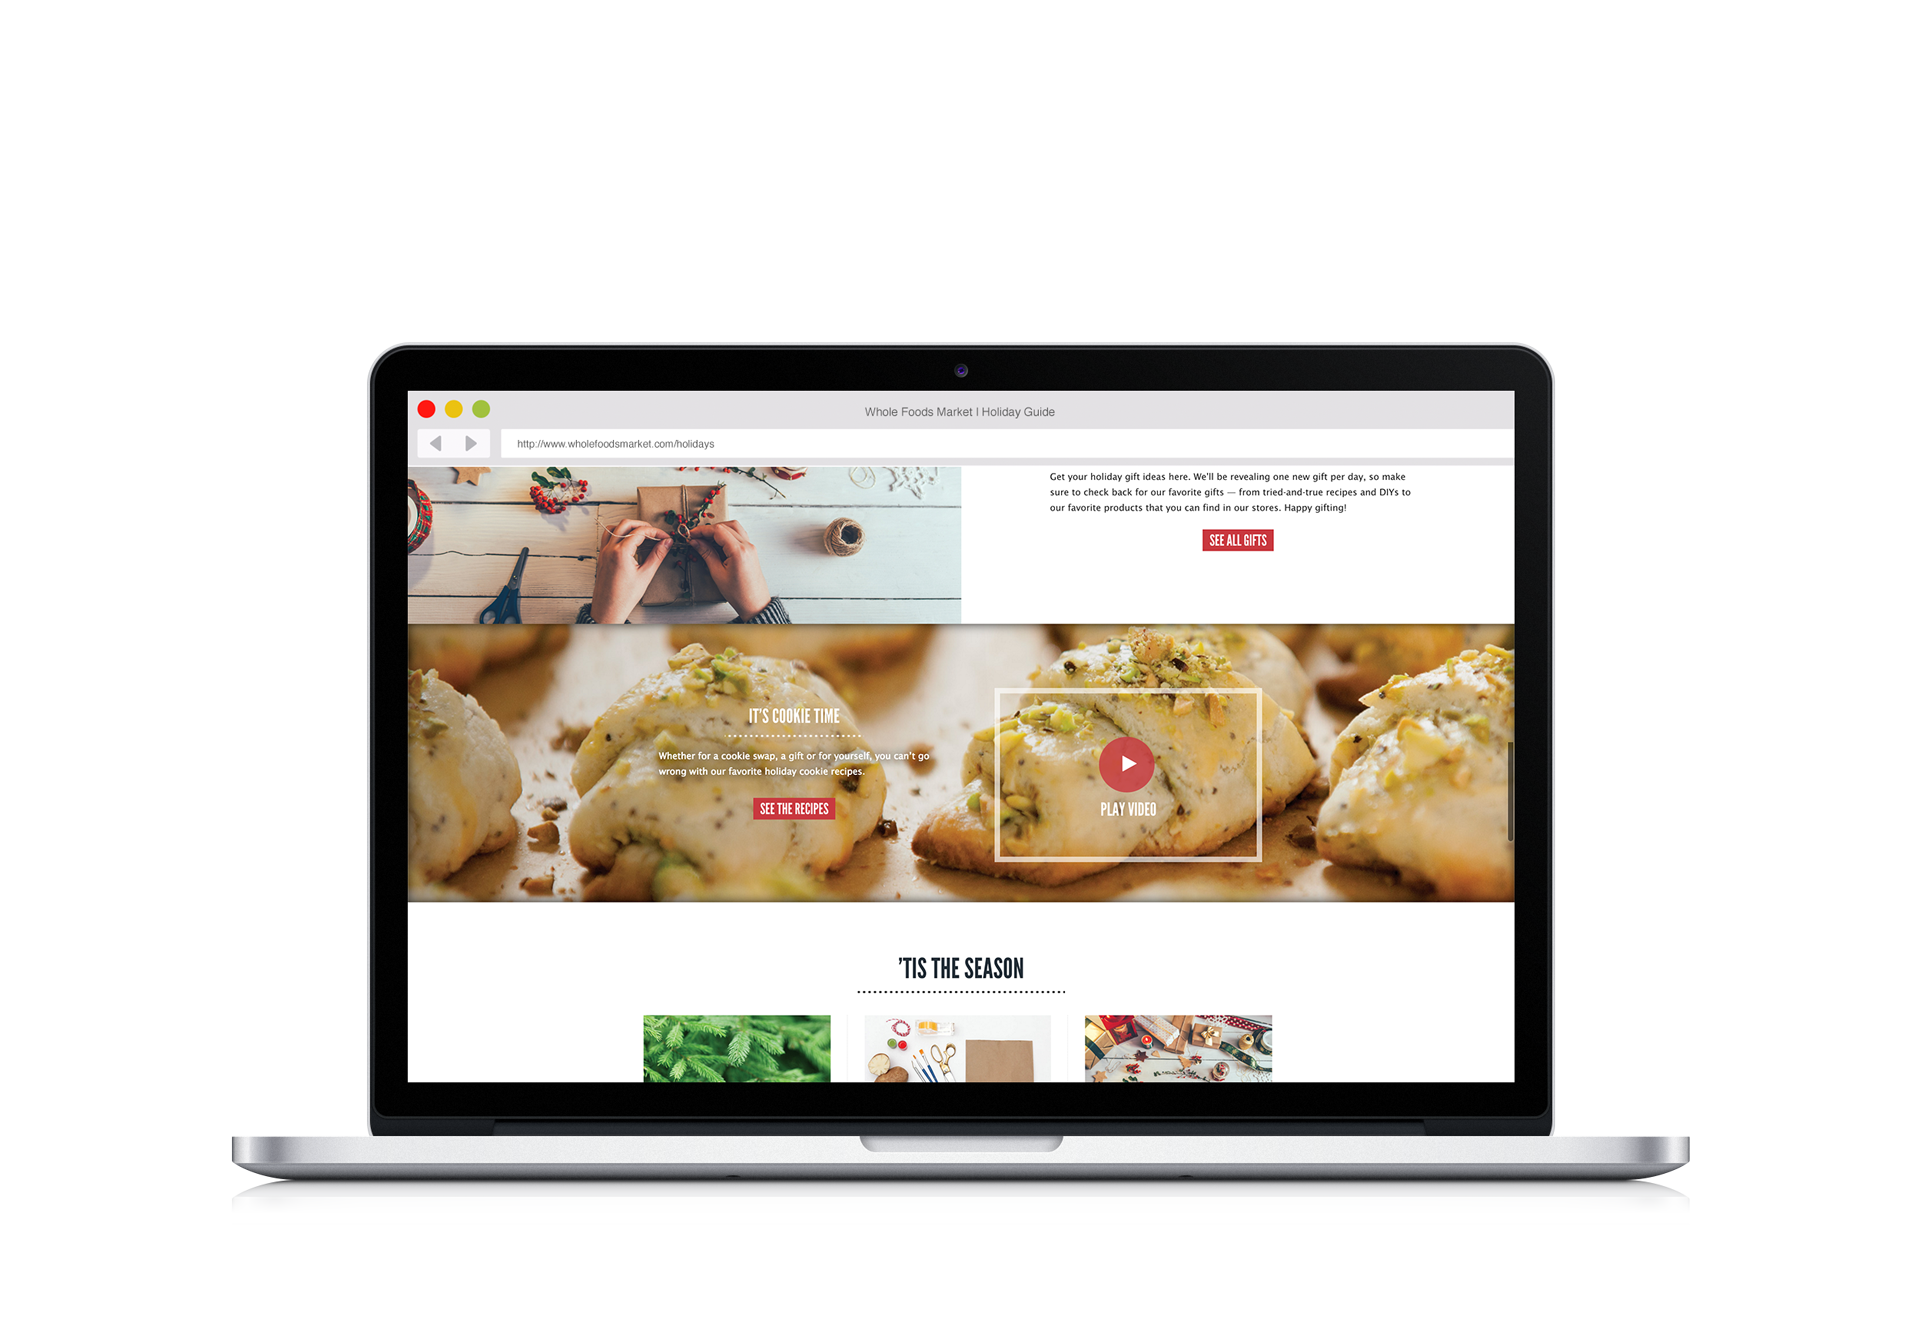 Whole Foods Market | Holiday Guide
http://www.wholefoodsmarket.com/holidays
Get your holiday gift ideas here. We'll be revealing one new gift per day, so make
sure to check back for our favorite gifts — from tried-and-true recipes and DIYs to
our favorite products that you can find in our stores. Happy gifting!
SEE ALL GIFTS
IT'S COOKIE TIME
Whether for a cookie swap, a gift or for yourself, you can't go
wrong with our favorite holiday cookie recipes.
SEE THE RECIPES
PLAY VIDEO
'TIS THE SEASON